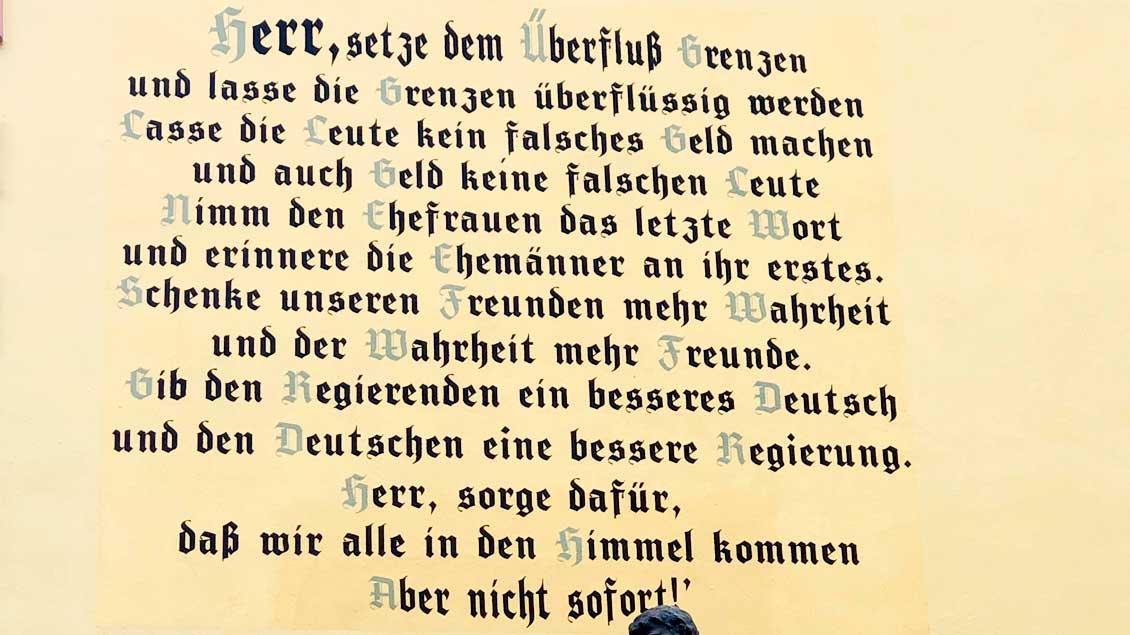 Herr, setze dem Überfluß Grenzen
und lasse die Grenzen überflüssig werden
Lasse die Leute kein falsches Geld machen
und auch Geld keine falschen Leute
Nimm den Ehefrauen das letzte Wort
und erinnere die Ehemänner an ihr erstes.
Schenke unseren Freunden mehr Wahrheit
und der Wahrheit mehr Freunde.
Gib den Regierenden ein besseres Deutsch
und den Deutschen eine bessere Regierung.
Herr, sorge dafür,
daß wir alle in den Himmel kommen
Aber nicht sofort!'